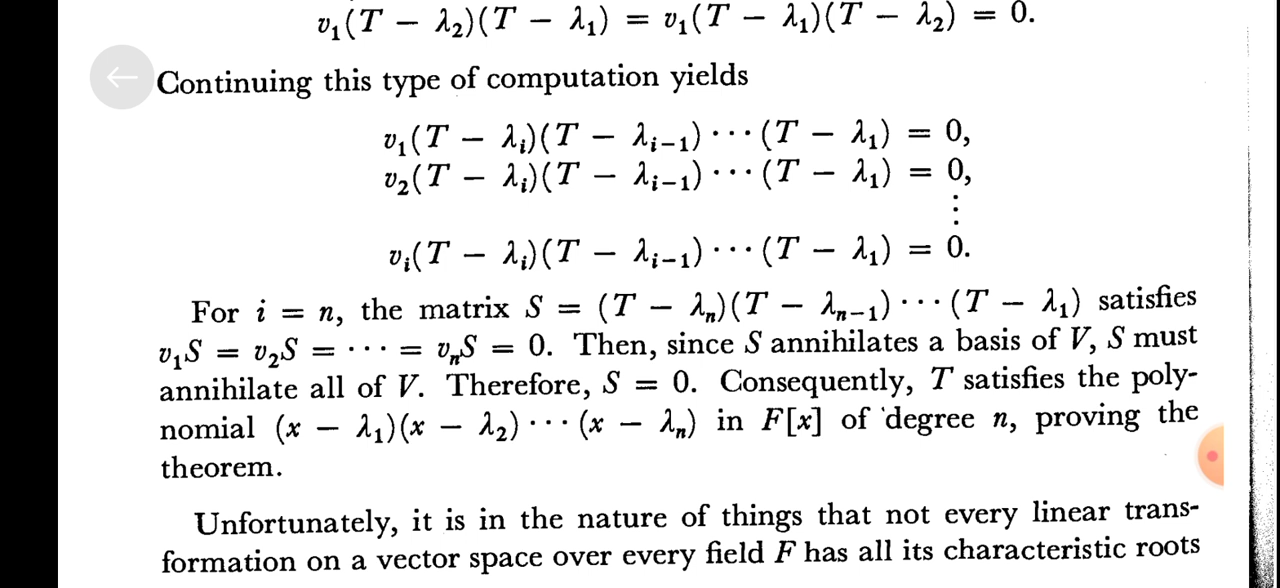 v₁(T − λ₂)(T − λ₁) = v₁(T − λ₁)(T − λ₂) = 0.
Continuing this type of computation yields
v₁(T − λᵢ)(T − λᵢ₋₁) ··· (T − λ₁) = 0,
v₂(T − λᵢ)(T − λᵢ₋₁) ··· (T − λ₁) = 0,
⋮
vᵢ(T − λᵢ)(T − λᵢ₋₁) ··· (T − λ₁) = 0.
For i = n, the matrix S = (T − λₙ)(T − λₙ₋₁) ··· (T − λ₁) satisfies
v₁S = v₂S = ··· = vₙS = 0. Then, since S annihilates a basis of V, S must
annihilate all of V. Therefore, S = 0. Consequently, T satisfies the poly-
nomial (x − λ₁)(x − λ₂) ··· (x − λₙ) in F[x] of degree n, proving the
theorem.
Unfortunately, it is in the nature of things that not every linear trans-
formation on a vector space over every field F has all its characteristic roots